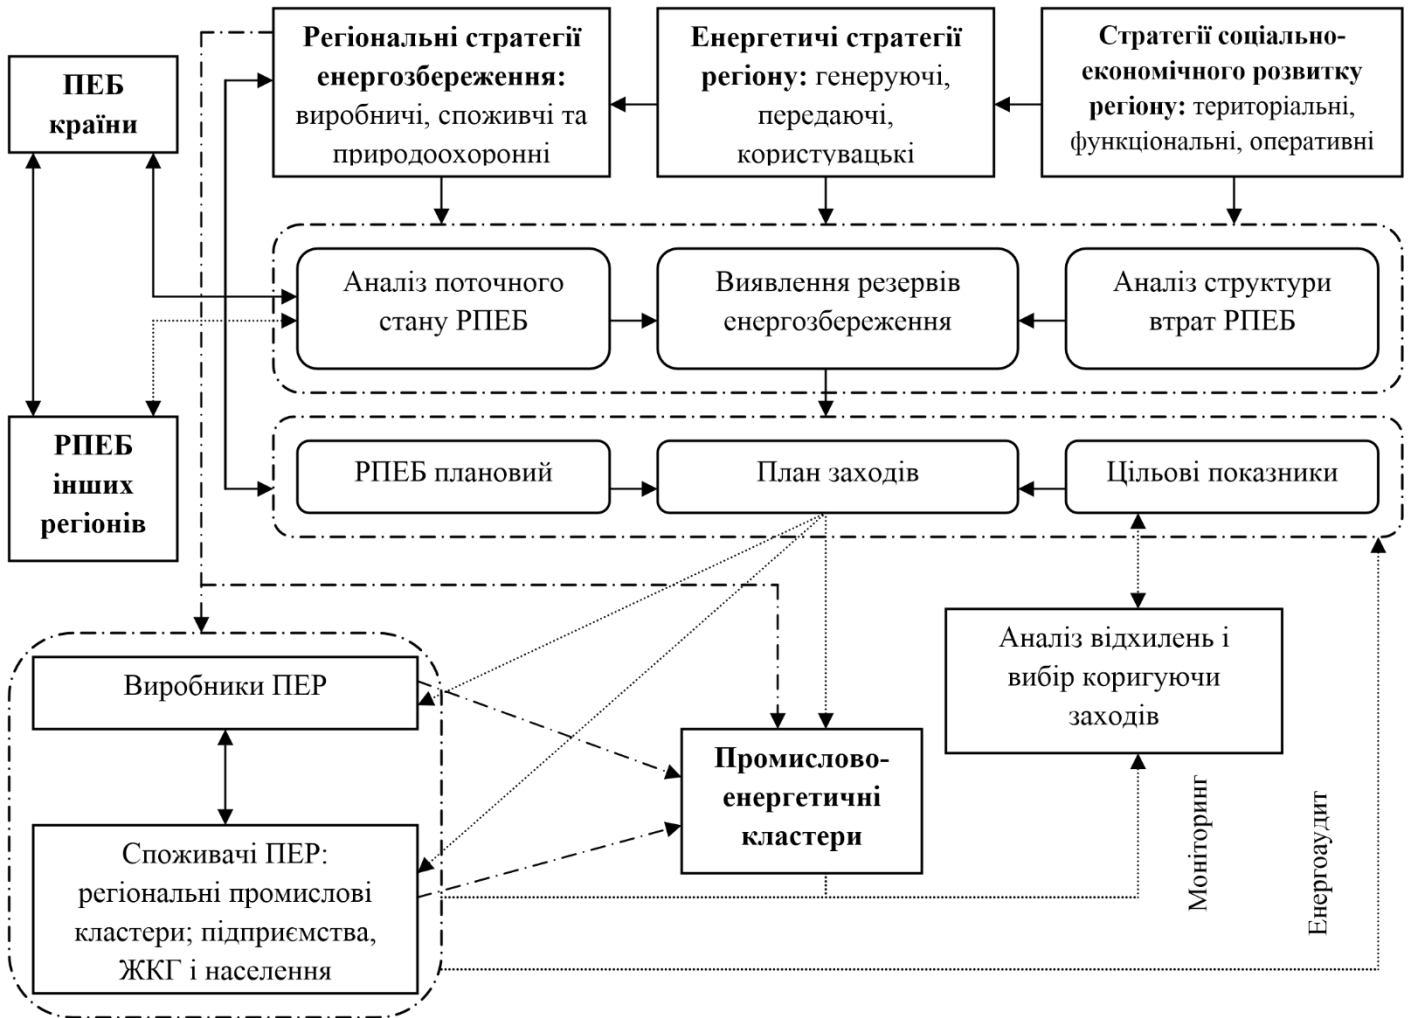 Регіональні стратегії
енергозбереження:
виробничі, споживчі та
природоохоронні
Енергетичі стратегії
регіону: генеруючі,
передаючі,
користувацькі
Стратегії соціально-
економічного розвитку
регіону: територіальні,
функціональні, оперативні
ПЕБ
країни
Аналіз поточного
стану РПЕБ
Виявлення резервів
енергозбереження
Аналіз структури
втрат РПЕБ
РПЕБ
інших
регіонів
РПЕБ плановий
План заходів
Цільові показники
Аналіз відхилень і
вибір коригуючи
заходів
Виробники ПЕР
Промислово-
енергетичні
кластери
Моніторинг
Енергоаудит
Споживачі ПЕР:
регіональні промислові
кластери; підприємства,
ЖКГ і населення